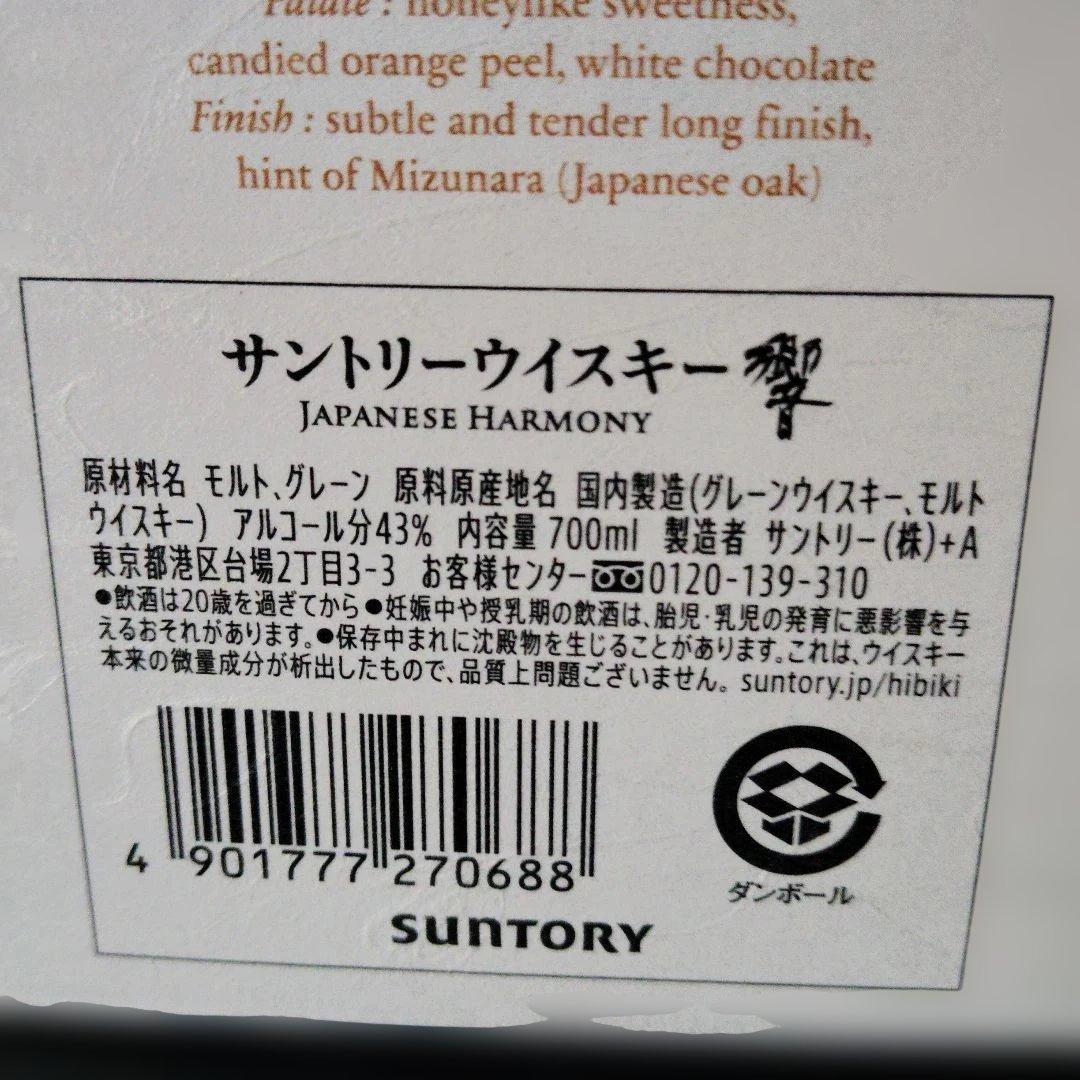 Palate : honeylike sweetness,
candied orange peel, white chocolate
Finish : subtle and tender long finish,
hint of Mizunara (Japanese oak)
サントリーウイスキー 響
JAPANESE HARMONY
原材料名 モルト、グレーン 原料原産地名 国内製造(グレーンウイスキー、モルト
ウイスキー) アルコール分43% 内容量 700ml 製造者 サントリー(株)+A
東京都港区台場2丁目3-3 お客様センター 0120-139-310
●飲酒は20歳を過ぎてから ●妊娠中や授乳期の飲酒は、胎児・乳児の発育に悪影響を与
えるおそれがあります。●保存中まれに沈殿物を生じることがあります。これは、ウイスキー
本来の微量成分が析出したもので、品質上問題ございません。 suntory.jp/hibiki
4 901777 270688
ダンボール
SUNTORY